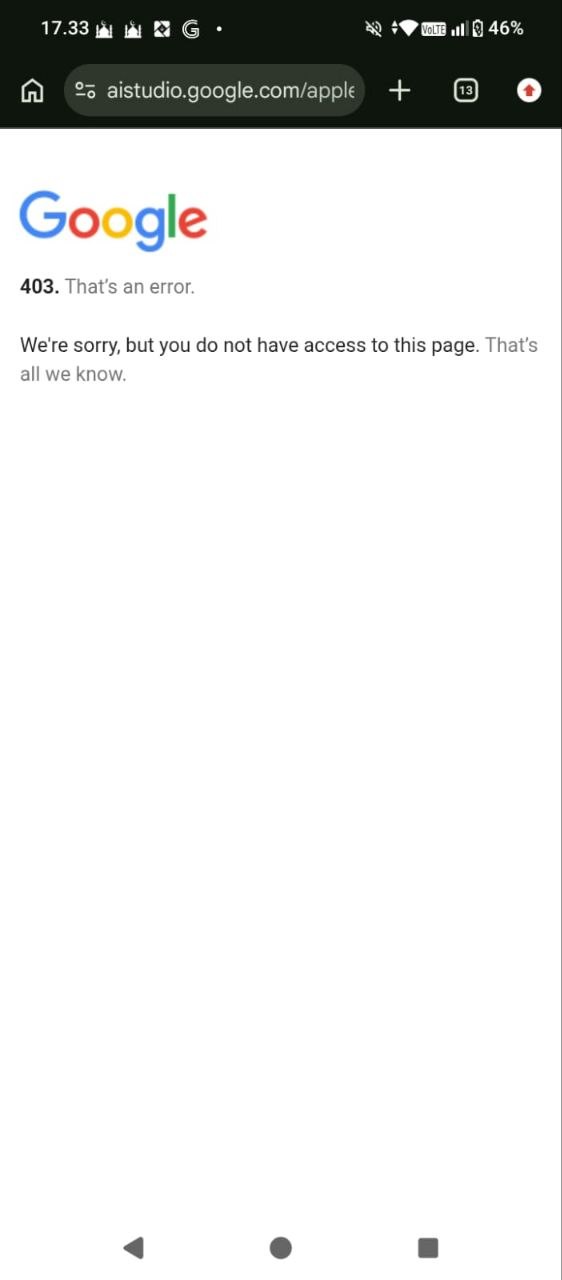 17.33 G • VoLTE 46%
aistudio.google.com/apple 13
Google
403. That’s an error.
We're sorry, but you do not have access to this page. That’s
all we know.